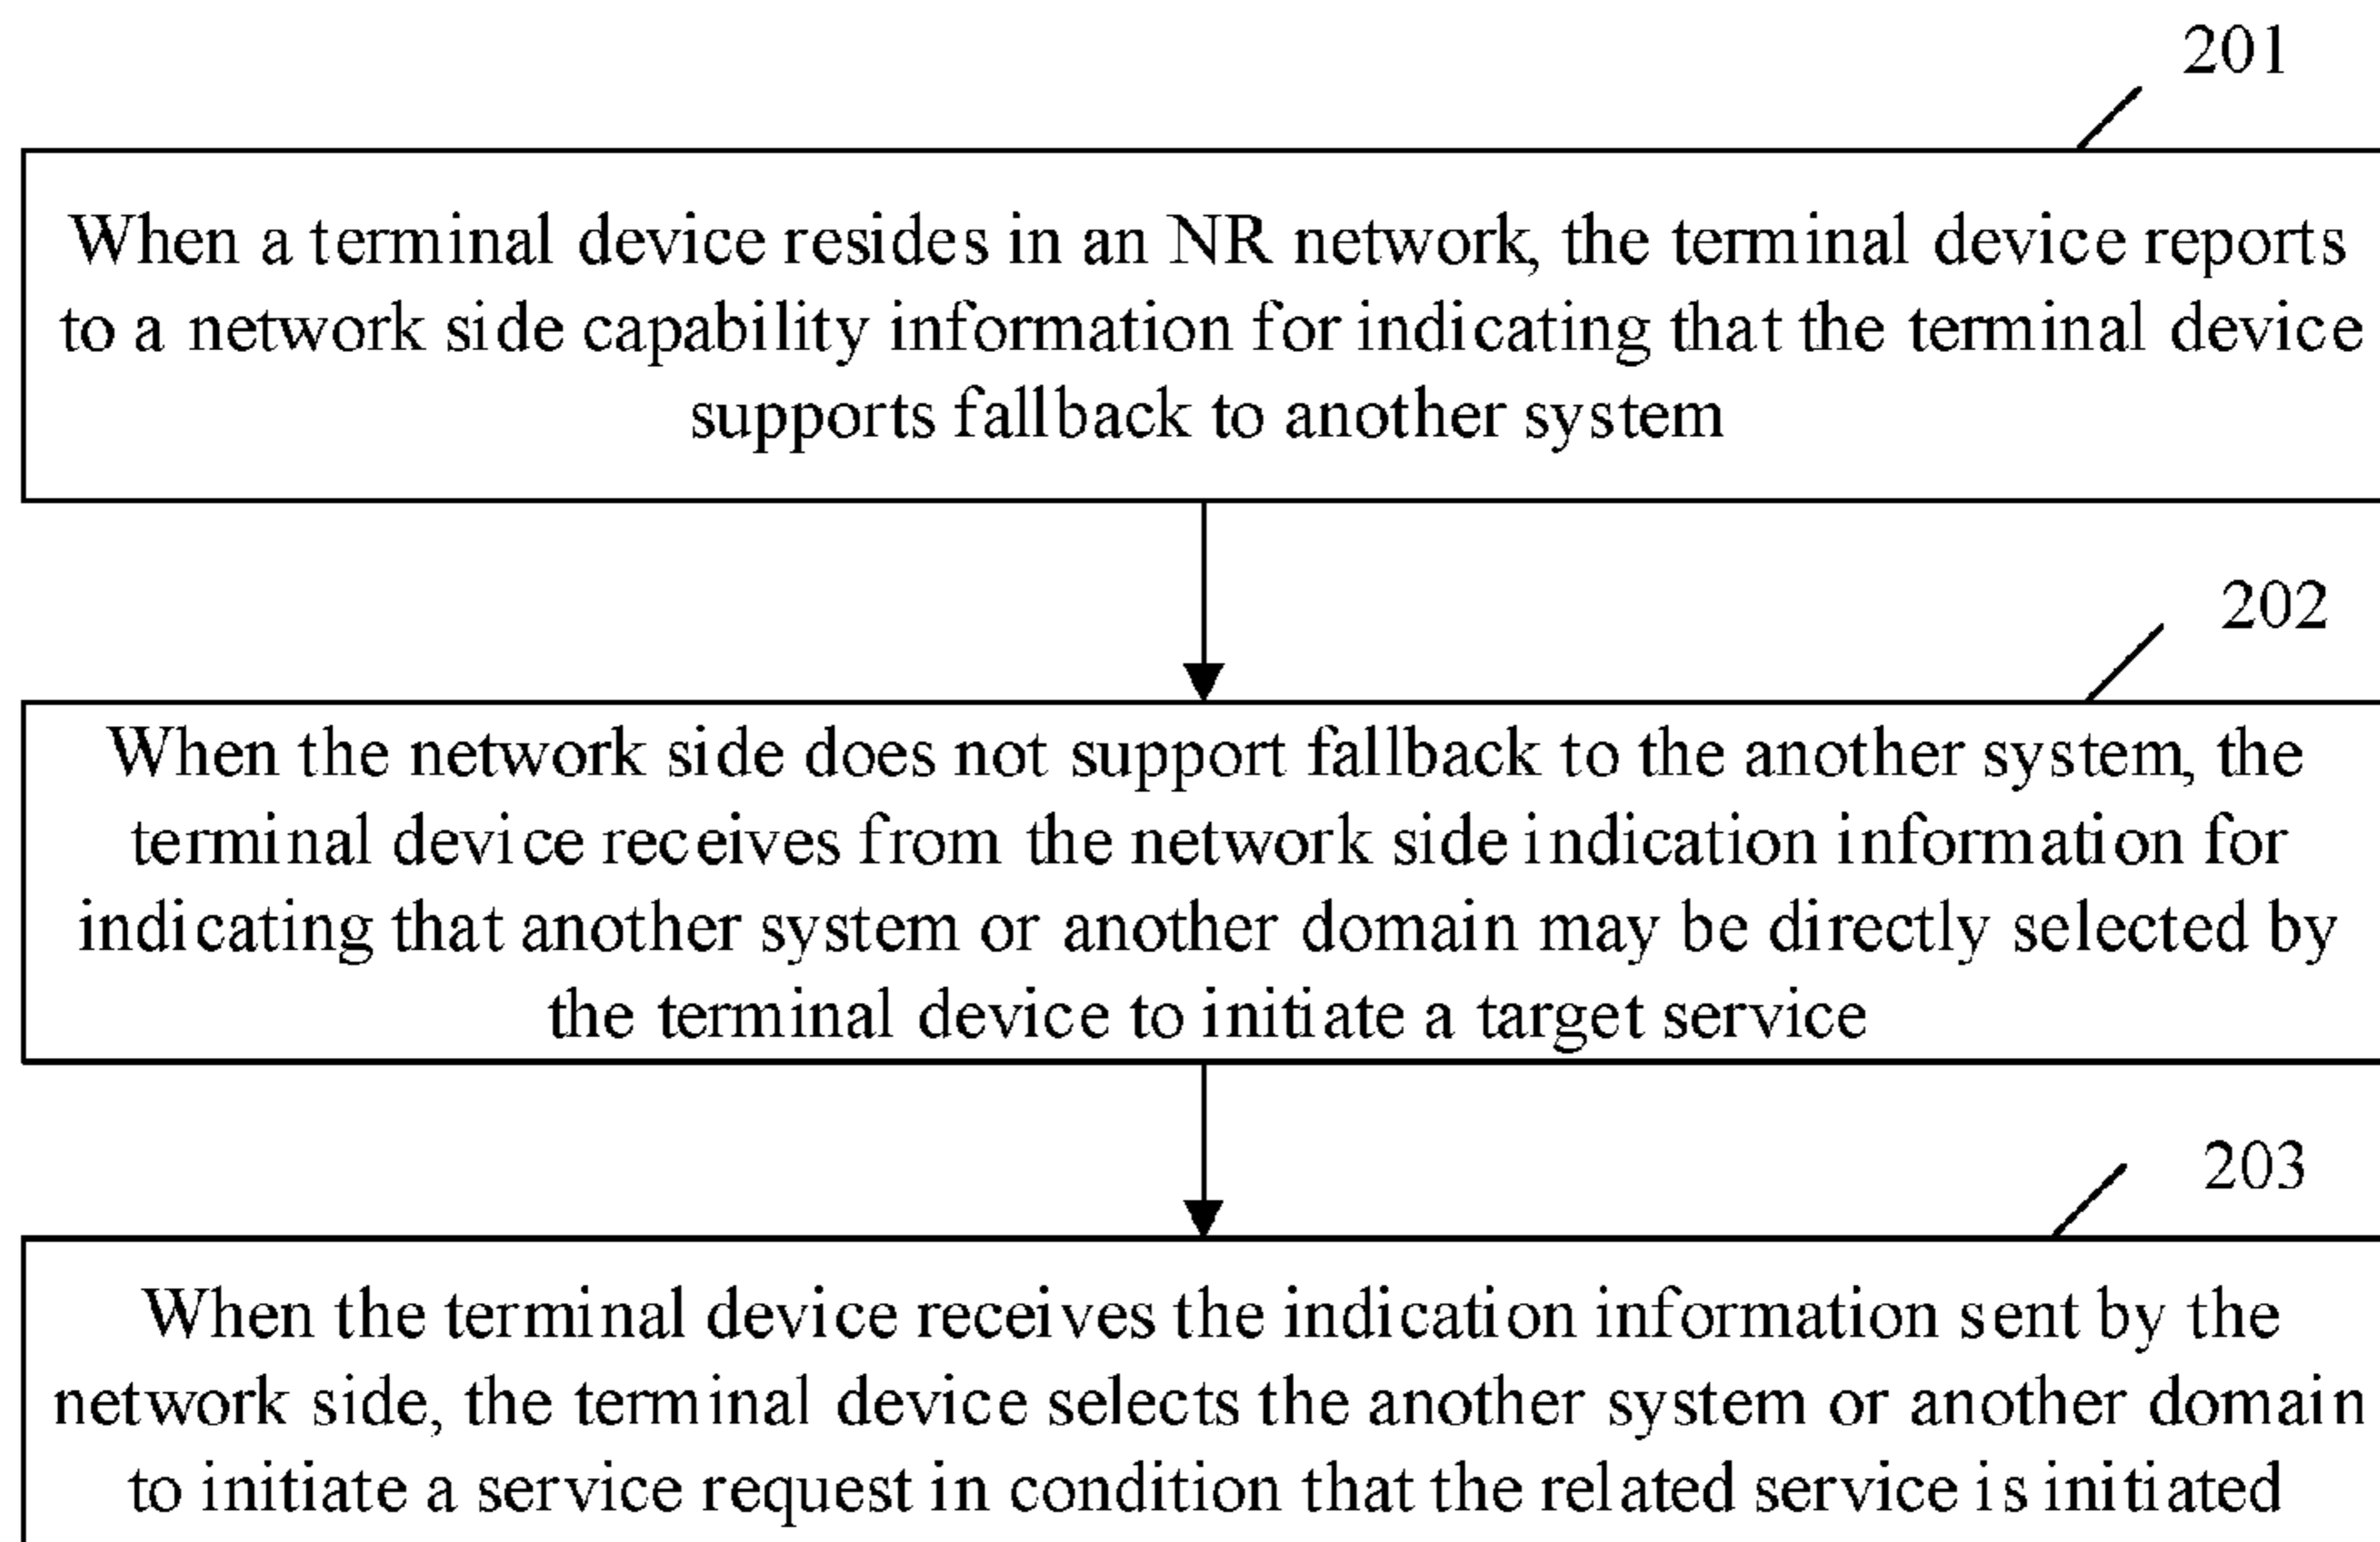 201
When a terminal device resides in an NR network, the terminal device reports
to a network side capability information for indicating that the terminal device
supports fallback to another system
202
When the network side does not support fallback to the another system, the
terminal device receives from the network side indication information for
indicating that another system or another domain may be directly selected by
the terminal device to initiate a target service
203
When the terminal device receives the indication information sent by the
network side, the terminal device selects the another system or another domain
to initiate a service request in condition that the related service is initiated